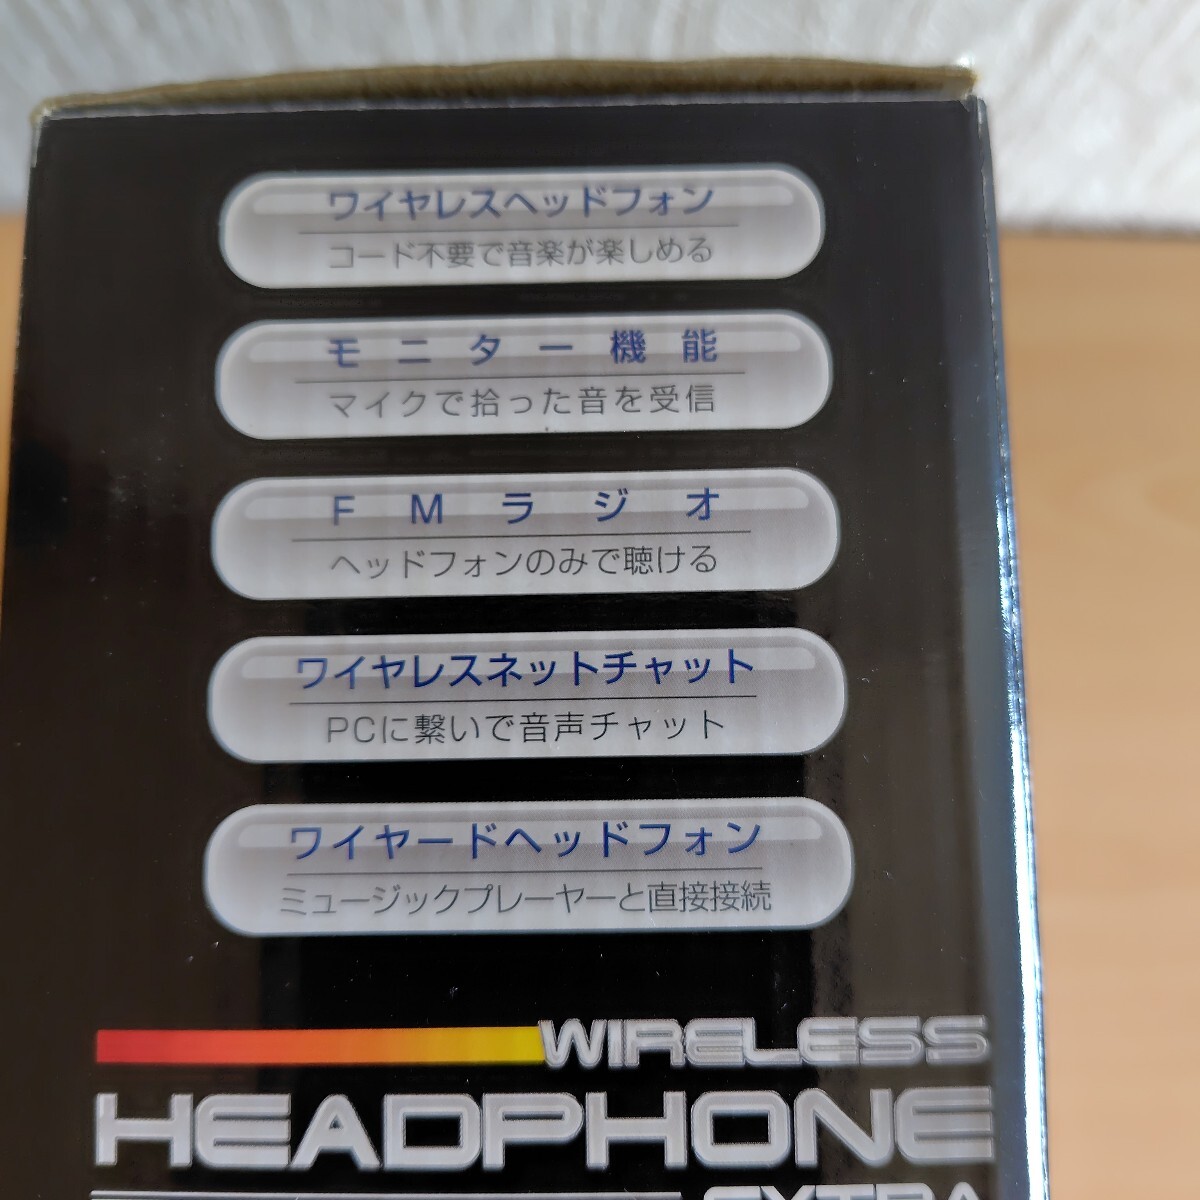 ワイヤレスヘッドフォン
コード不要で音楽が楽しめる
モニター機能
マイクで拾った音を受信
FMラジオ
ヘッドフォンのみで聴ける
ワイヤレスネットチャット
PCに繋いで音声チャット
ワイヤードヘッドフォン
ミュージックプレーヤーと直接接続
WIRELESS
HEADPHONE
EXTRA